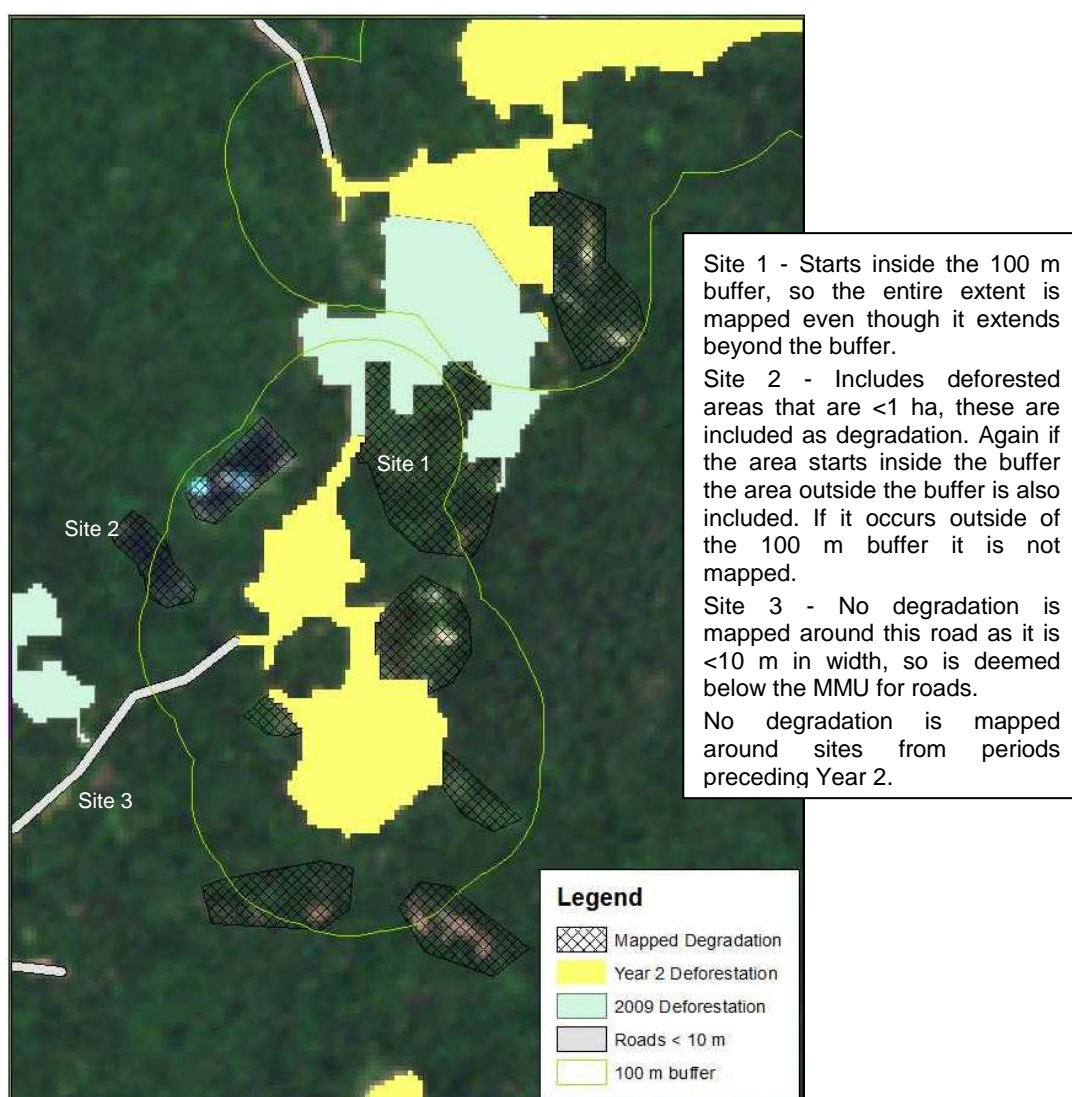 Site 1 - Starts inside the 100 m
buffer, so the entire extent is
mapped even though it extends
beyond the buffer.
Site 2 - Includes deforested
areas that are <1 ha, these are
included as degradation. Again if
the area starts inside the buffer
the area outside the buffer is also
included. If it occurs outside of
the 100 m buffer it is not
mapped.
Site 3 - No degradation is
mapped around this road as it is
<10 m in width, so is deemed
below the MMU for roads.
No degradation is mapped
around sites from periods
preceding Year 2.
Site 1
Site 2
Site 3
Legend
Mapped Degradation
Year 2 Deforestation
2009 Deforestation
Roads < 10 m
100 m buffer